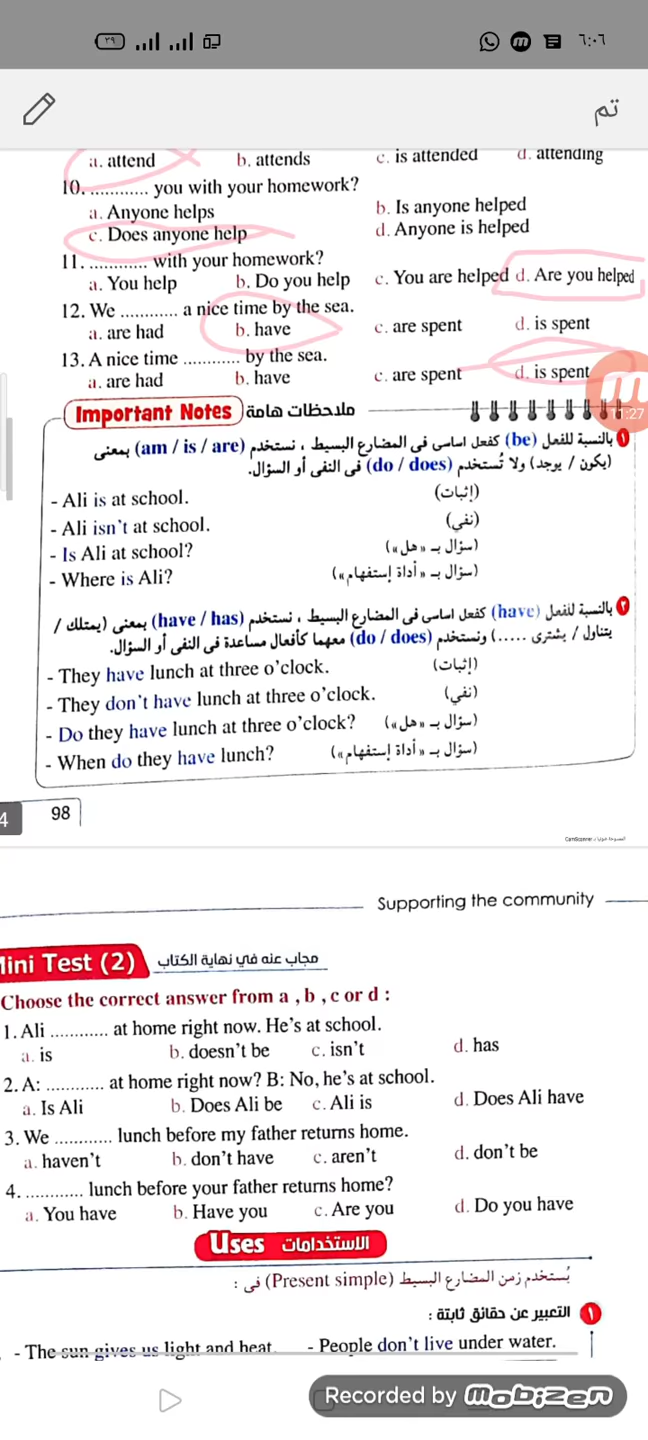 ٣٩
٦:٠٦
تم
a. attend b. attends c. is attended d. attending
10. ............ you with your homework?
a. Anyone helps b. Is anyone helped
c. Does anyone help d. Anyone is helped
11. ............ with your homework?
a. You help b. Do you help c. You are helped d. Are you helped
12. We ............ a nice time by the sea.
a. are had b. have c. are spent d. is spent
13. A nice time ............ by the sea.
a. are had b. have c. are spent d. is spent
1:27
Important Notes ملاحظات هامة
١ بالنسبة للفعل (be) كفعل اساسى فى المضارع البسيط ، نستخدم (am / is / are) بمعنى
(يكون / يوجد) ولا تُستخدم (do / does) فى النفى أو السؤال.
- Ali is at school. (إثبات)
- Ali isn't at school. (نفي)
- Is Ali at school? (سؤال بـ «هل»)
- Where is Ali? (سؤال بـ «أداة إستفهام»)
٢ بالنسبة للفعل (have) كفعل اساسى فى المضارع البسيط ، نستخدم (have / has) بمعنى (يمتلك /
يتناول / يشترى .....) ونستخدم (do / does) معهما كأفعال مساعدة فى النفى أو السؤال.
- They have lunch at three o'clock. (إثبات)
- They don't have lunch at three o'clock. (نفي)
- Do they have lunch at three o'clock? (سؤال بـ «هل»)
- When do they have lunch? (سؤال بـ «أداة إستفهام»)
4
98
CamScanner
Supporting the community
Mini Test (2) مجاب عنه في نهاية الكتاب
Choose the correct answer from a , b , c or d :
1. Ali ............ at home right now. He's at school.
a. is b. doesn't be c. isn't d. has
2. A: ............ at home right now? B: No, he's at school.
a. Is Ali b. Does Ali be c. Ali is d. Does Ali have
3. We ............ lunch before my father returns home.
a. haven't b. don't have c. aren't d. don't be
4. ............ lunch before your father returns home?
a. You have b. Have you c. Are you d. Do you have
Uses الاستخدامات
يُستخدم زمن المضارع البسيط (Present simple) فى :
١ التعبير عن حقائق ثابتة :
- The sun gives us light and heat. - People don't live under water.
Recorded by mobizen